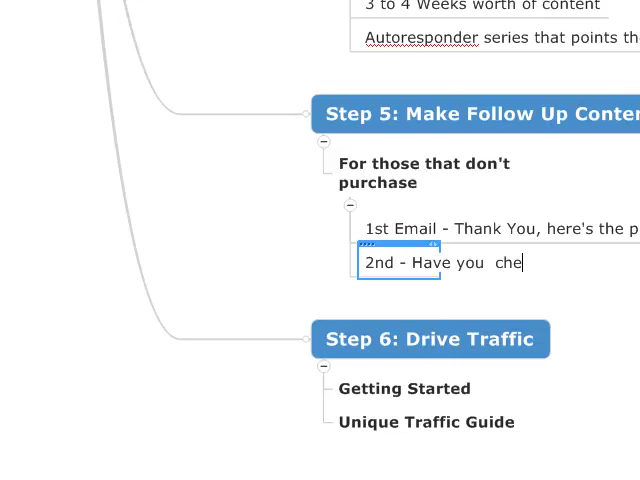 3 to 4 Weeks worth of content
Autoresponder series that points
Step 5: Make Follow Up
For those that don't
purchase
1st Email - Thank You, here's the
2nd - Have you  che
Step 6: Drive Traffic
Getting Started
Unique Traffic Guide